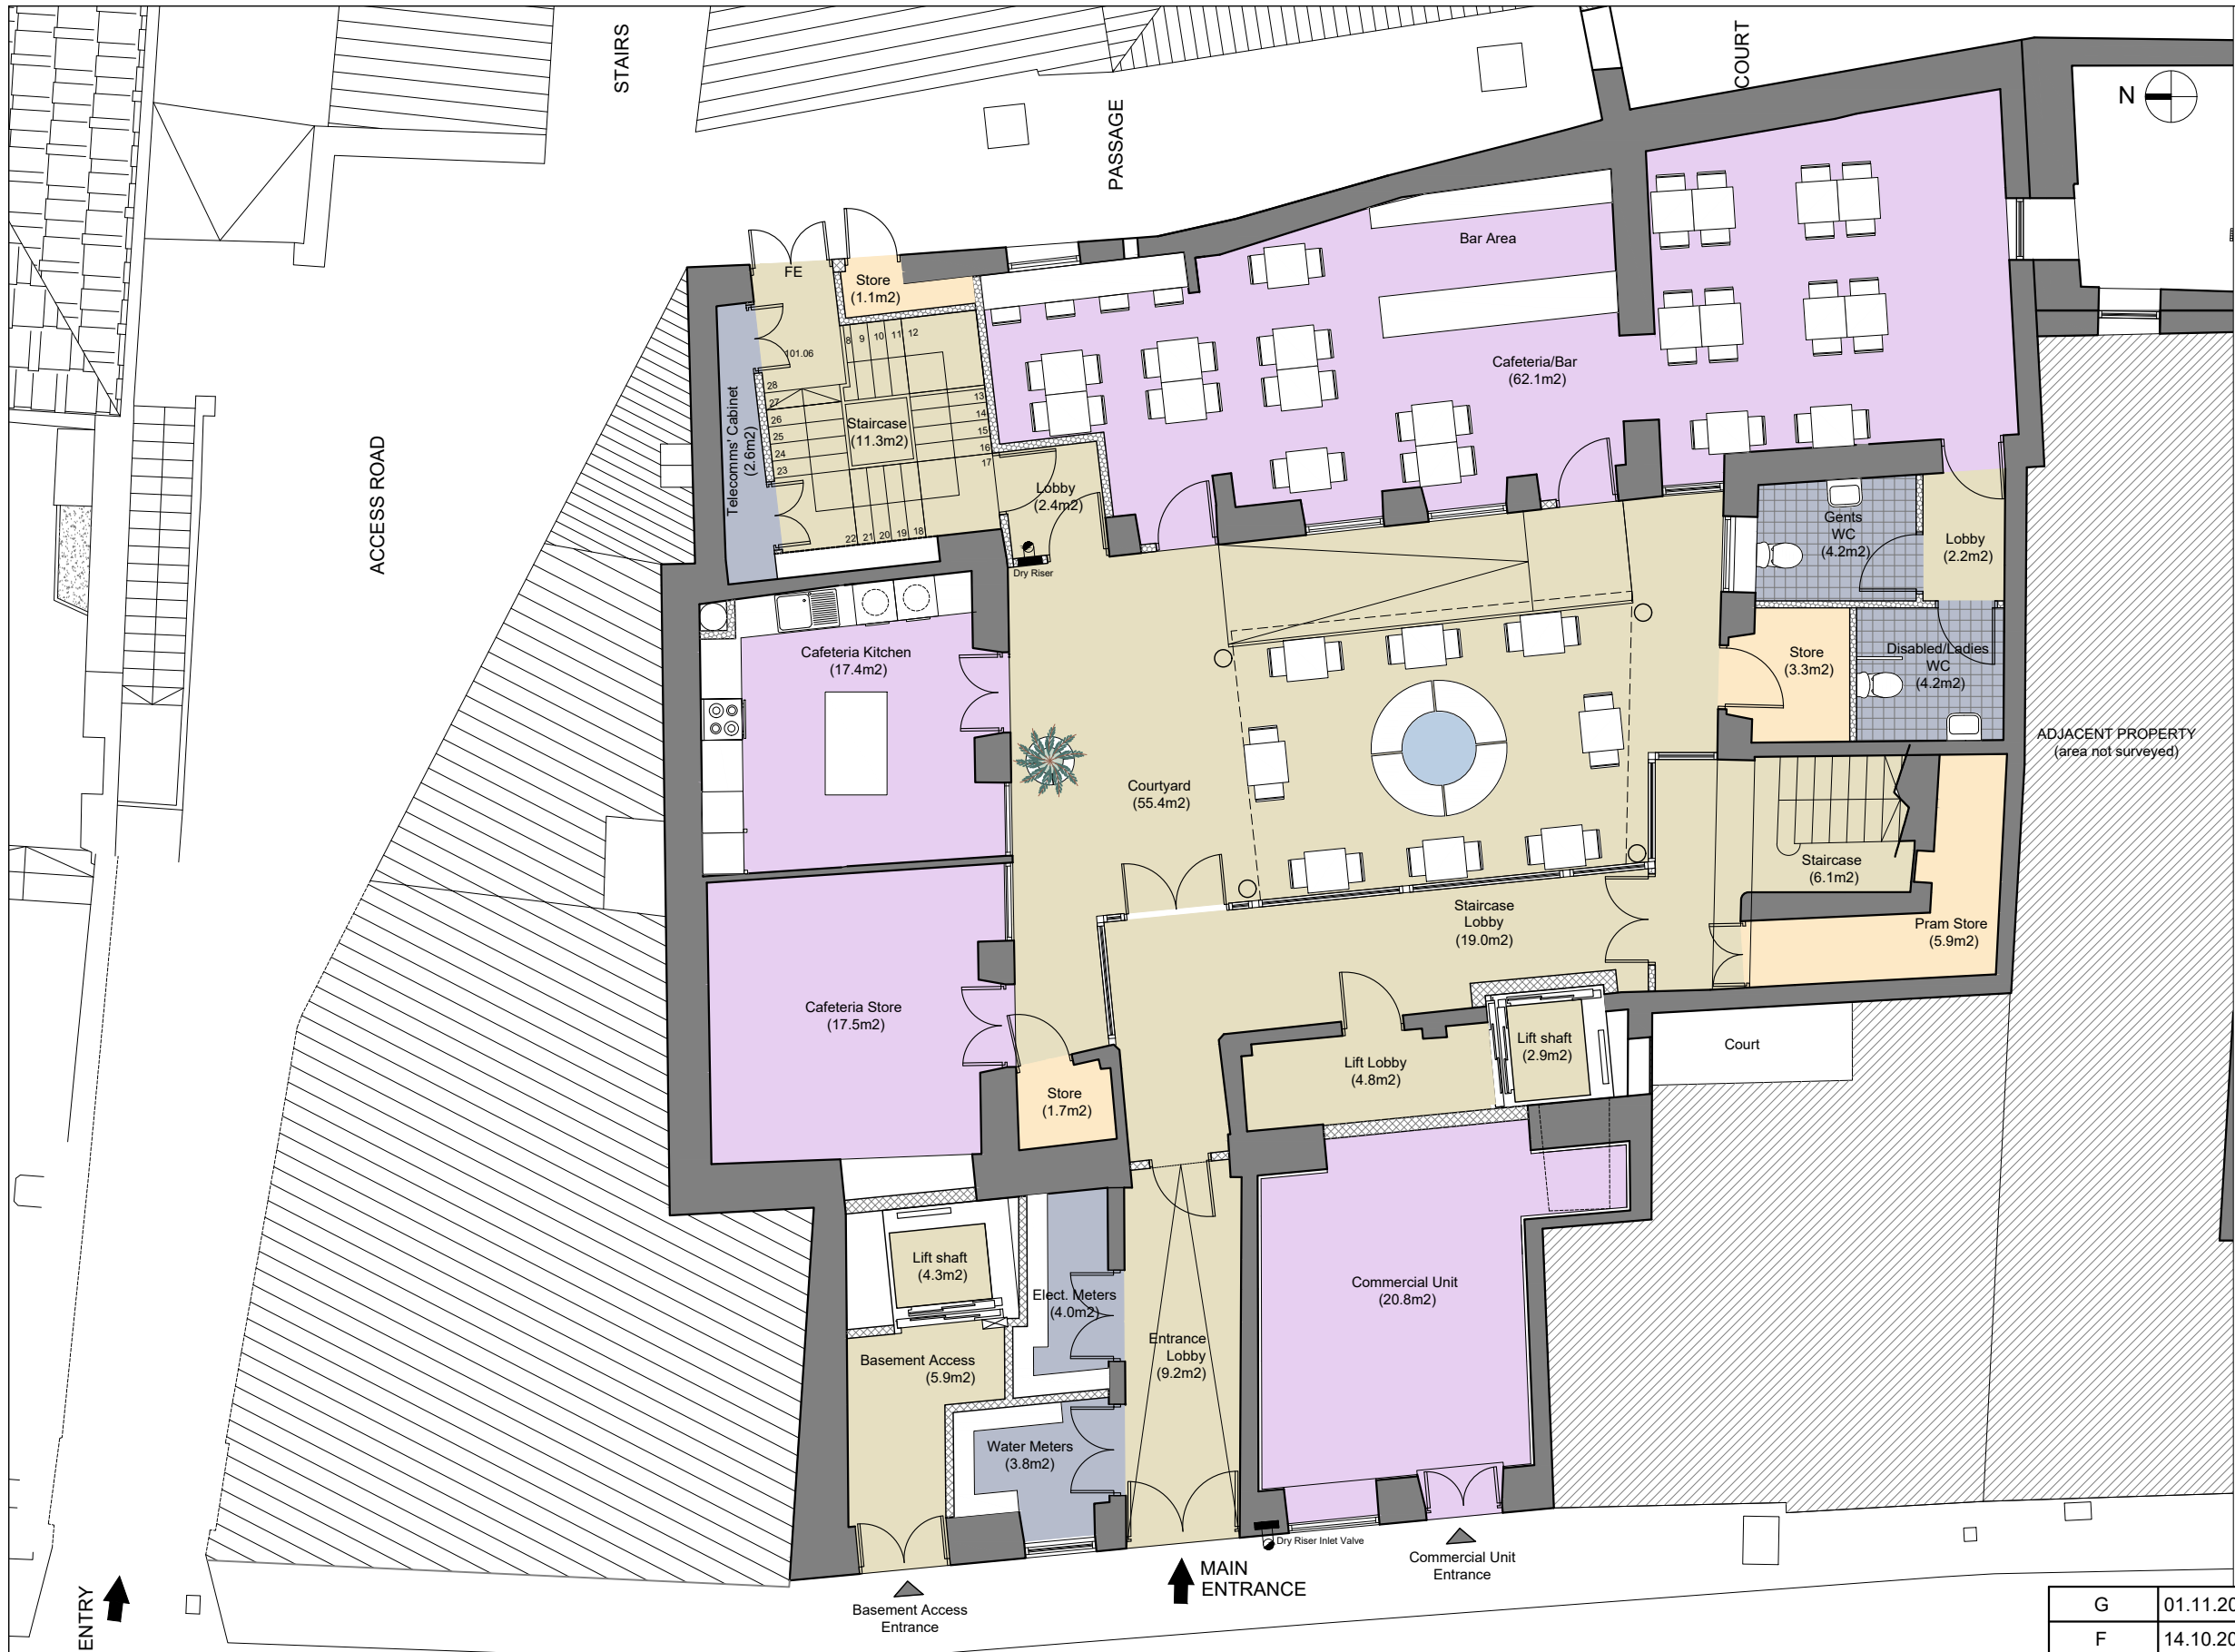 STAIRS
COURT
PASSAGE
N
ACCESS ROAD
FE
Store
(1.1m2)
Bar Area
101.06
8
9
10
11
12
28
27
26
25
24
23
13
14
15
16
17
22
21
20
19
18
Staircase
(11.3m2)
Telecomms' Cabinet
(2.6m2)
Cafeteria/Bar
(62.1m2)
Lobby
(2.4m2)
Dry Riser
Gents
WC
(4.2m2)
Lobby
(2.2m2)
Cafeteria Kitchen
(17.4m2)
Store
(3.3m2)
Disabled/Ladies
WC
(4.2m2)
ADJACENT PROPERTY
(area not surveyed)
Courtyard
(55.4m2)
Staircase
(6.1m2)
Staircase
Lobby
(19.0m2)
Pram Store
(5.9m2)
Cafeteria Store
(17.5m2)
Lift shaft
(2.9m2)
Court
Lift Lobby
(4.8m2)
Store
(1.7m2)
Lift shaft
(4.3m2)
Elect. Meters
(4.0m2)
Commercial Unit
(20.8m2)
Entrance
Lobby
(9.2m2)
Basement Access
(5.9m2)
Water Meters
(3.8m2)
Dry Riser Inlet Valve
Commercial Unit
Entrance
MAIN
ENTRANCE
Basement Access
Entrance
ENTRY
G 01.11.20
F 14.10.20